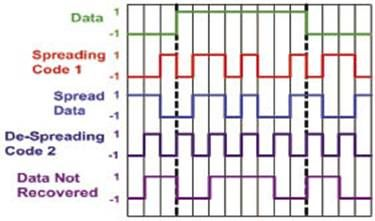 Data 1
-1
Spreading 1
Code 1 -1
Spread 1
Data -1
De-Spreading 1
Code 2 -1
Data Not 1
Recovered -1